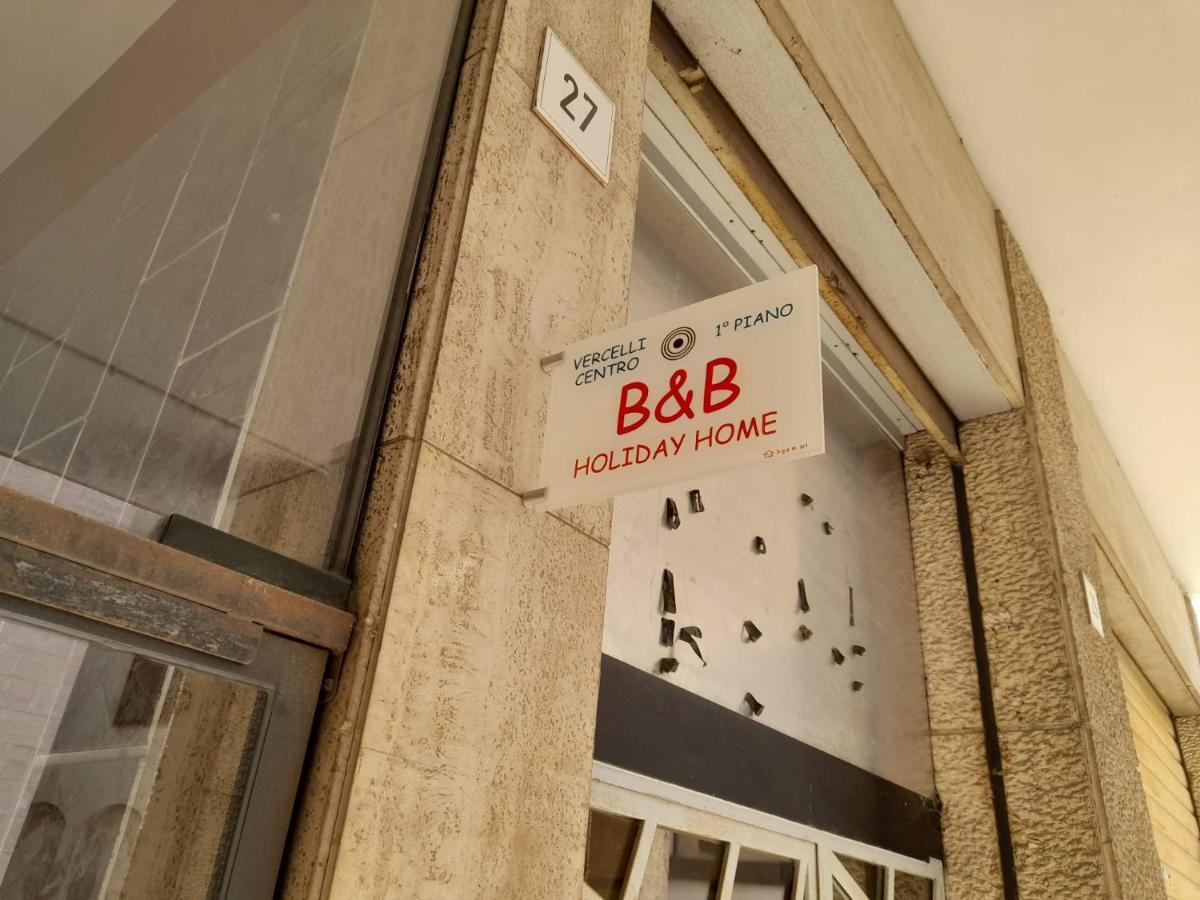 27
VERCELLI
CENTRO
1° PIANO
B&B
HOLIDAY HOME